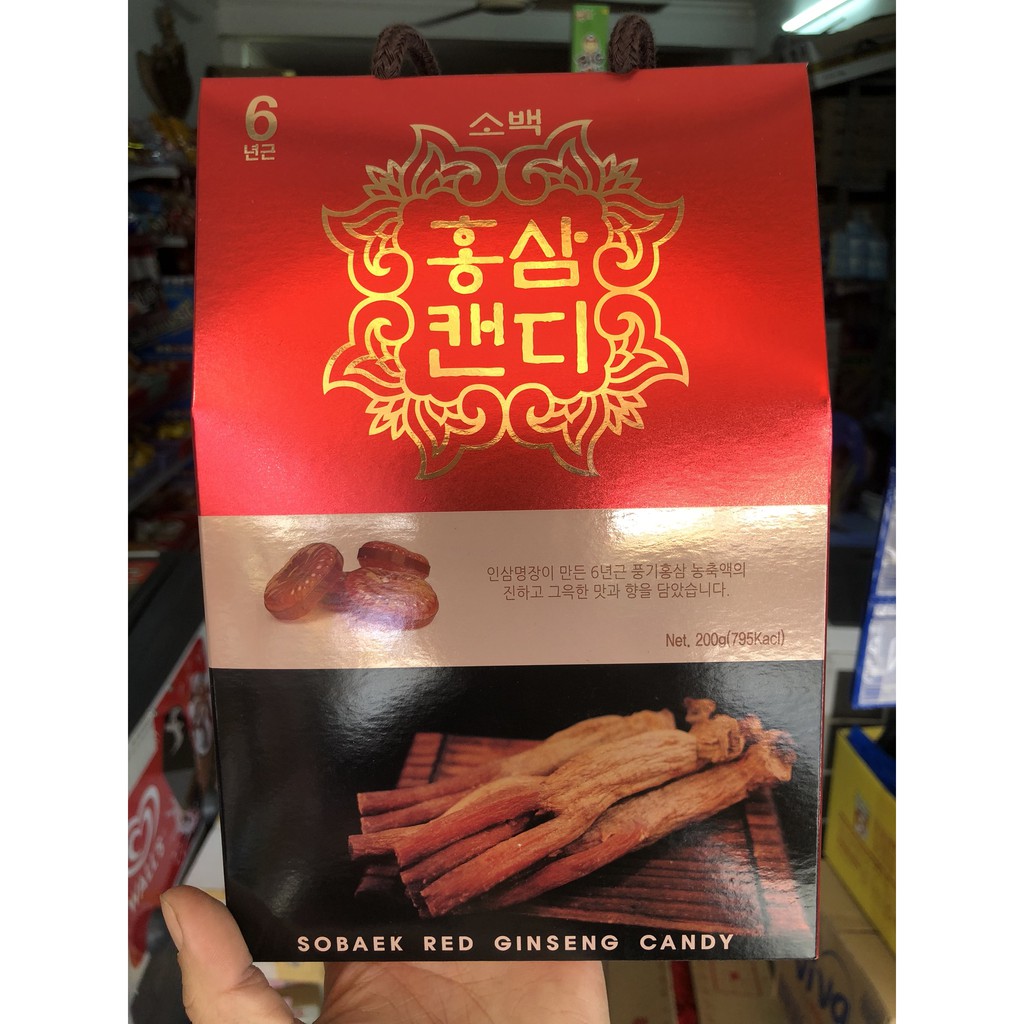 6
년근
소백
홍삼
캔디
인삼명장이 만든 6년근 풍기홍삼 농축액의
진하고 그윽한 맛과 향을 담았습니다.
Net, 200g(795Kacl)
SOBAEK RED GINSENG CANDY
WALL'S